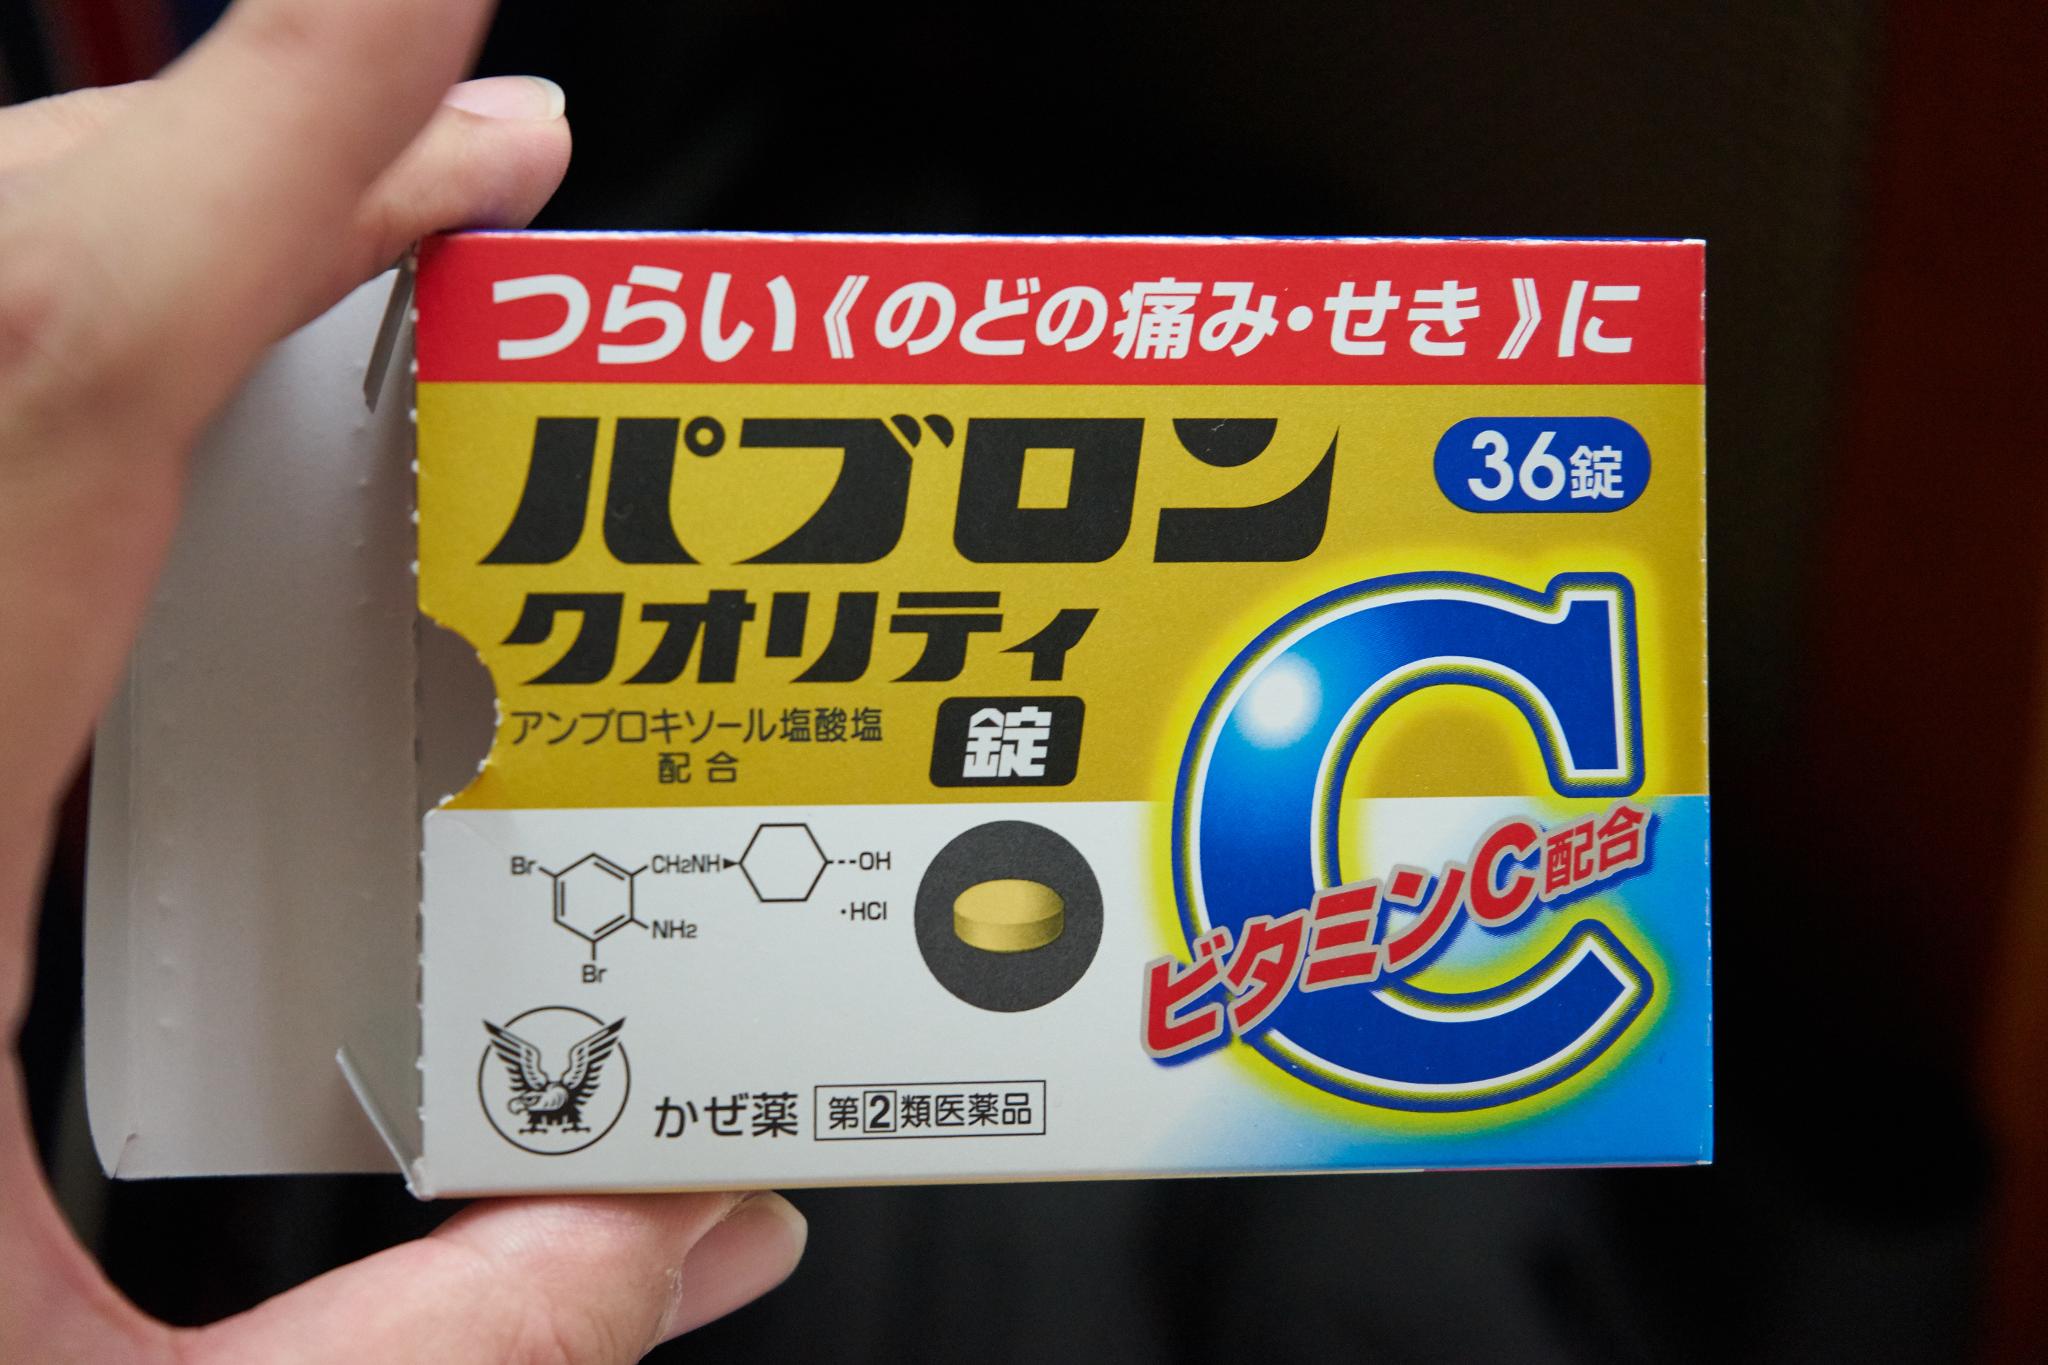 つらい《のどの痛み・せき》に
パブロン
36錠
クオリティ
アンブロキソール塩酸塩
配合
錠
C
ビタミンC配合
Br
CH2NH
OH
・HCl
NH2
Br
かぜ薬
第2類医薬品